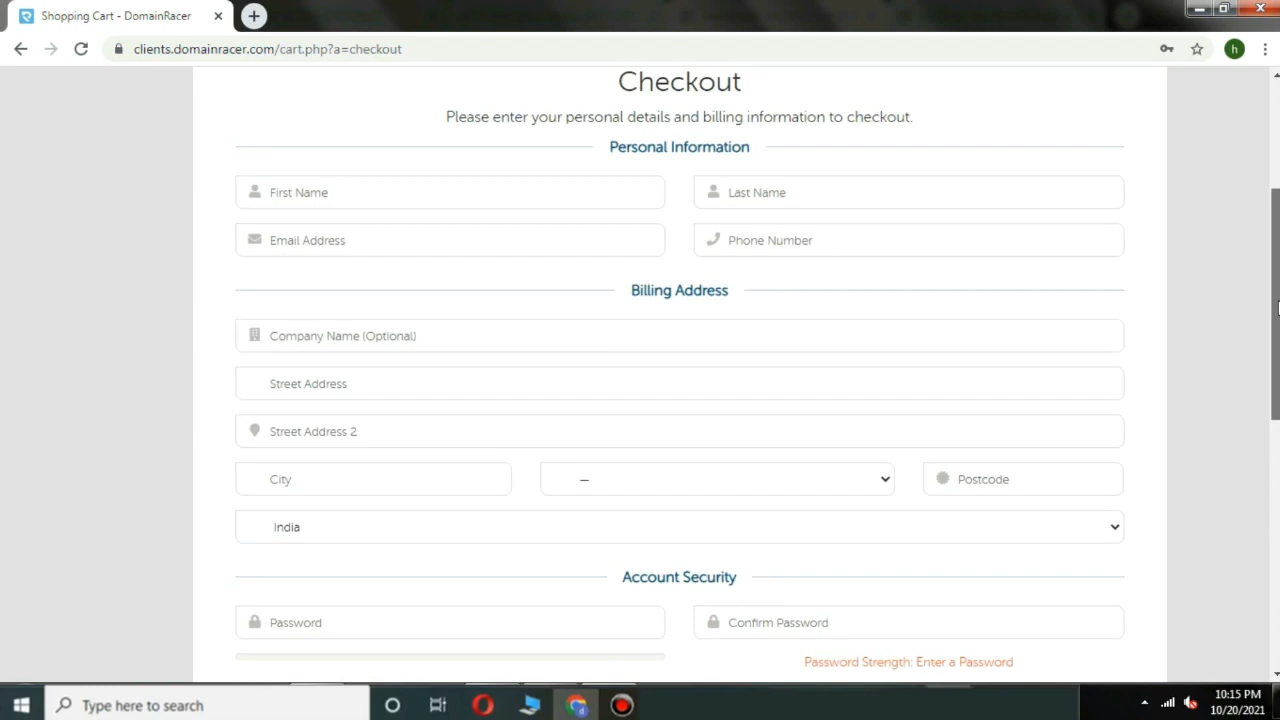 Shopping Cart - DomainRacer
clients.domainracer.com/cart.php?a=checkout
h
Checkout
Please enter your personal details and billing information to checkout.
Personal Information
First Name
Last Name
Email Address
Phone Number
Billing Address
Company Name (Optional)
Street Address
Street Address 2
City
—
Postcode
India
Account Security
Password
Confirm Password
Password Strength: Enter a Password
Type here to search
10:15 PM
10/20/2021